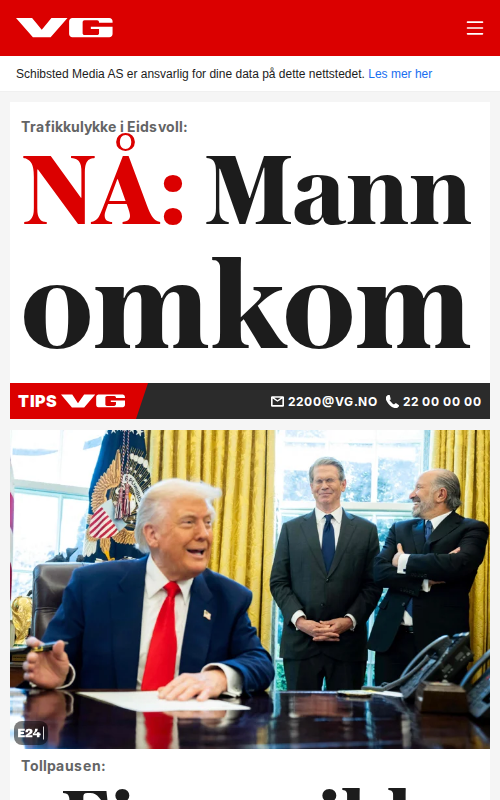 VG
Schibsted Media AS er ansvarlig for dine data på dette nettstedet. Les mer her
Trafikkulykke i Eidsvoll:
NÅ: Mann
omkom
TIPS VG 2200@VG.NO 22 00 00 00
E24
Tollpausen: